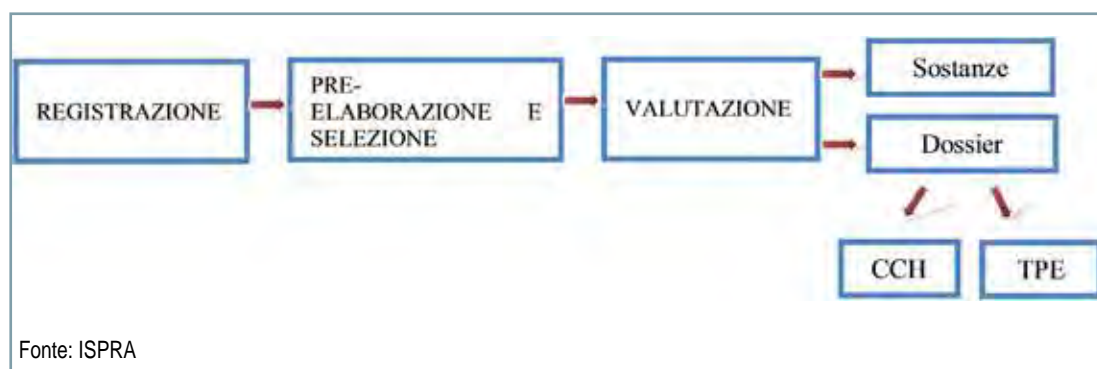 REGISTRAZIONE
PRE-
ELABORAZIONE E
SELEZIONE
VALUTAZIONE
Sostanze
Dossier
CCH
TPE
Fonte: ISPRA